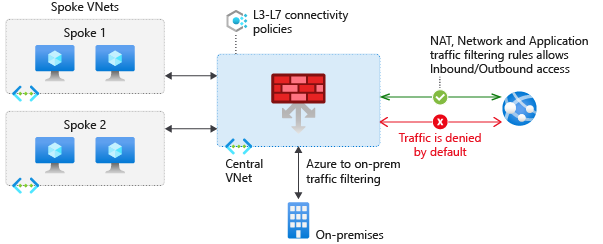 Spoke VNets
Spoke 1
Spoke 2
L3-L7 connectivity
policies
Central
VNet
Azure to on-prem
traffic filtering
On-premises
NAT, Network and Application
traffic filtering rules allows
Inbound/Outbound access
Traffic is denied
by default